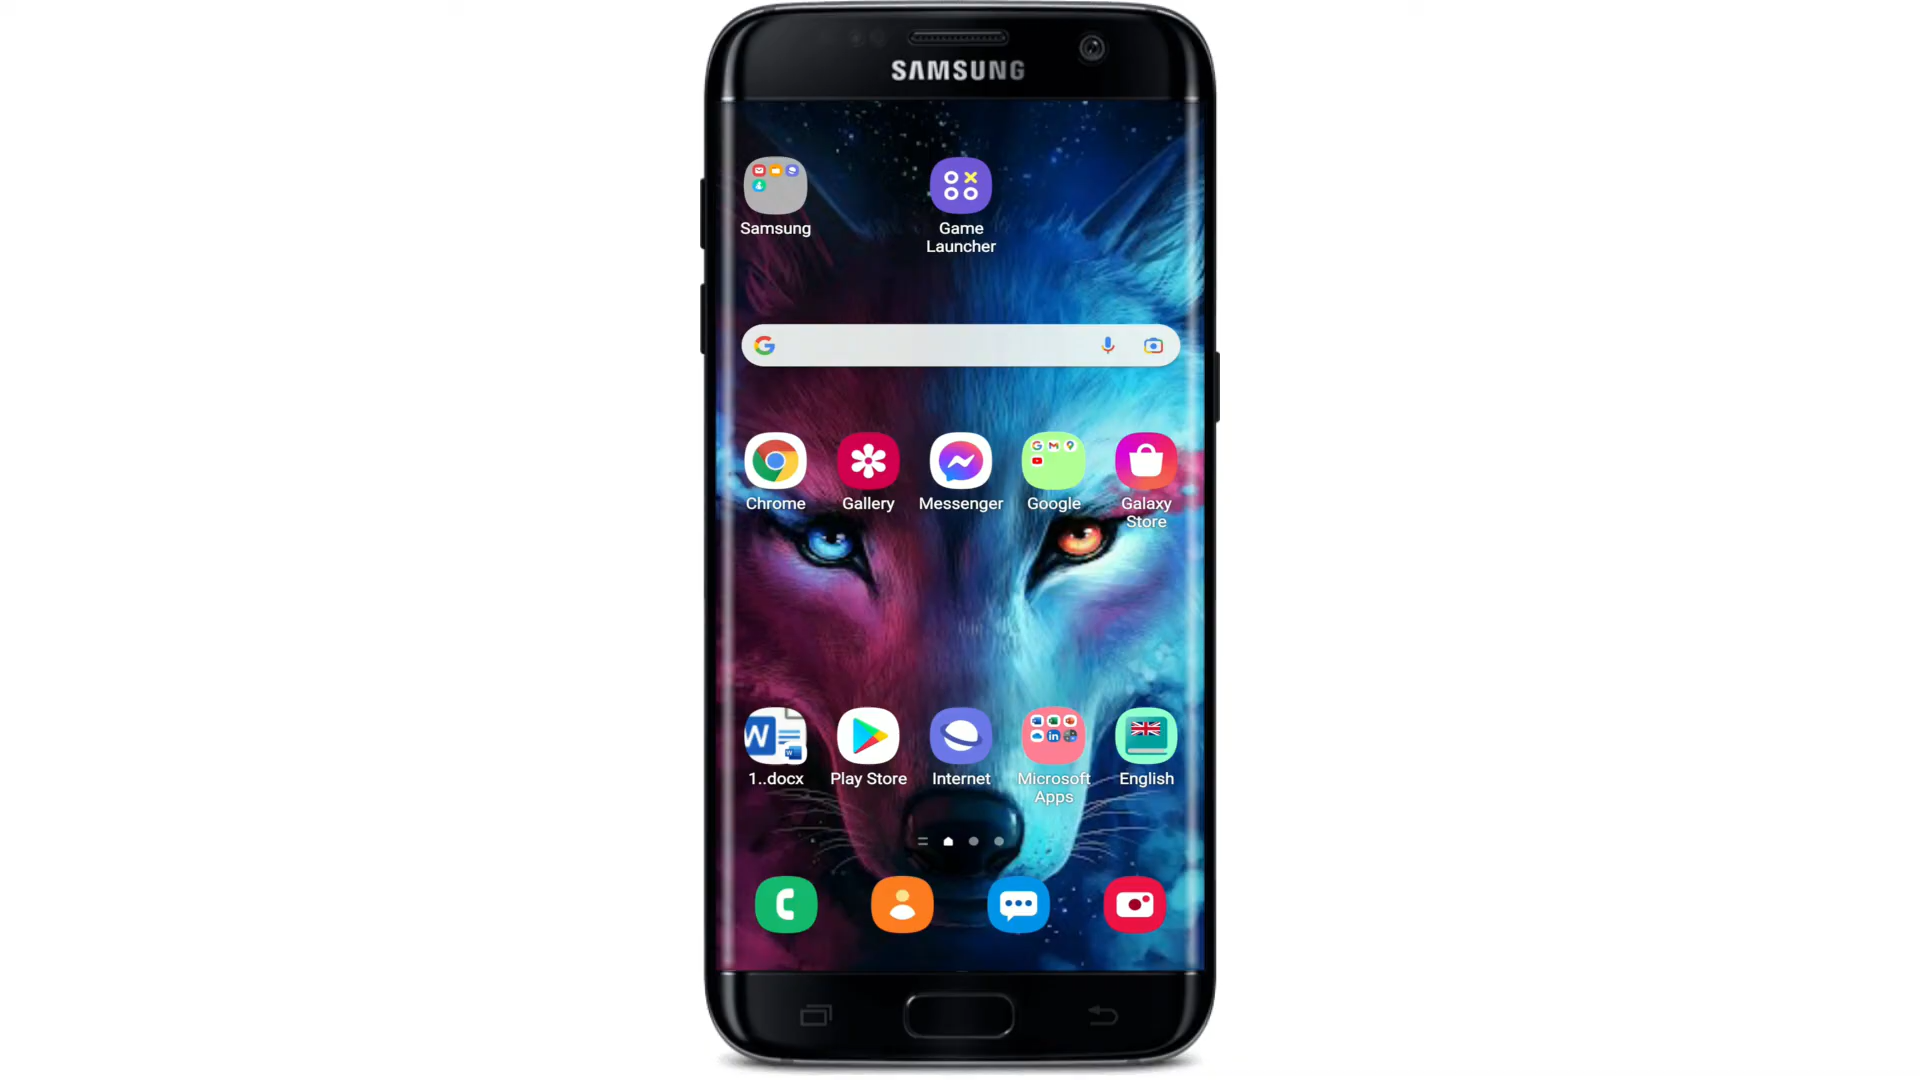 SAMSUNG
Samsung
Game
Launcher
Chrome
Gallery
Messenger
Google
Galaxy
Store
1..docx
Play Store
Internet
Microsoft
Apps
English